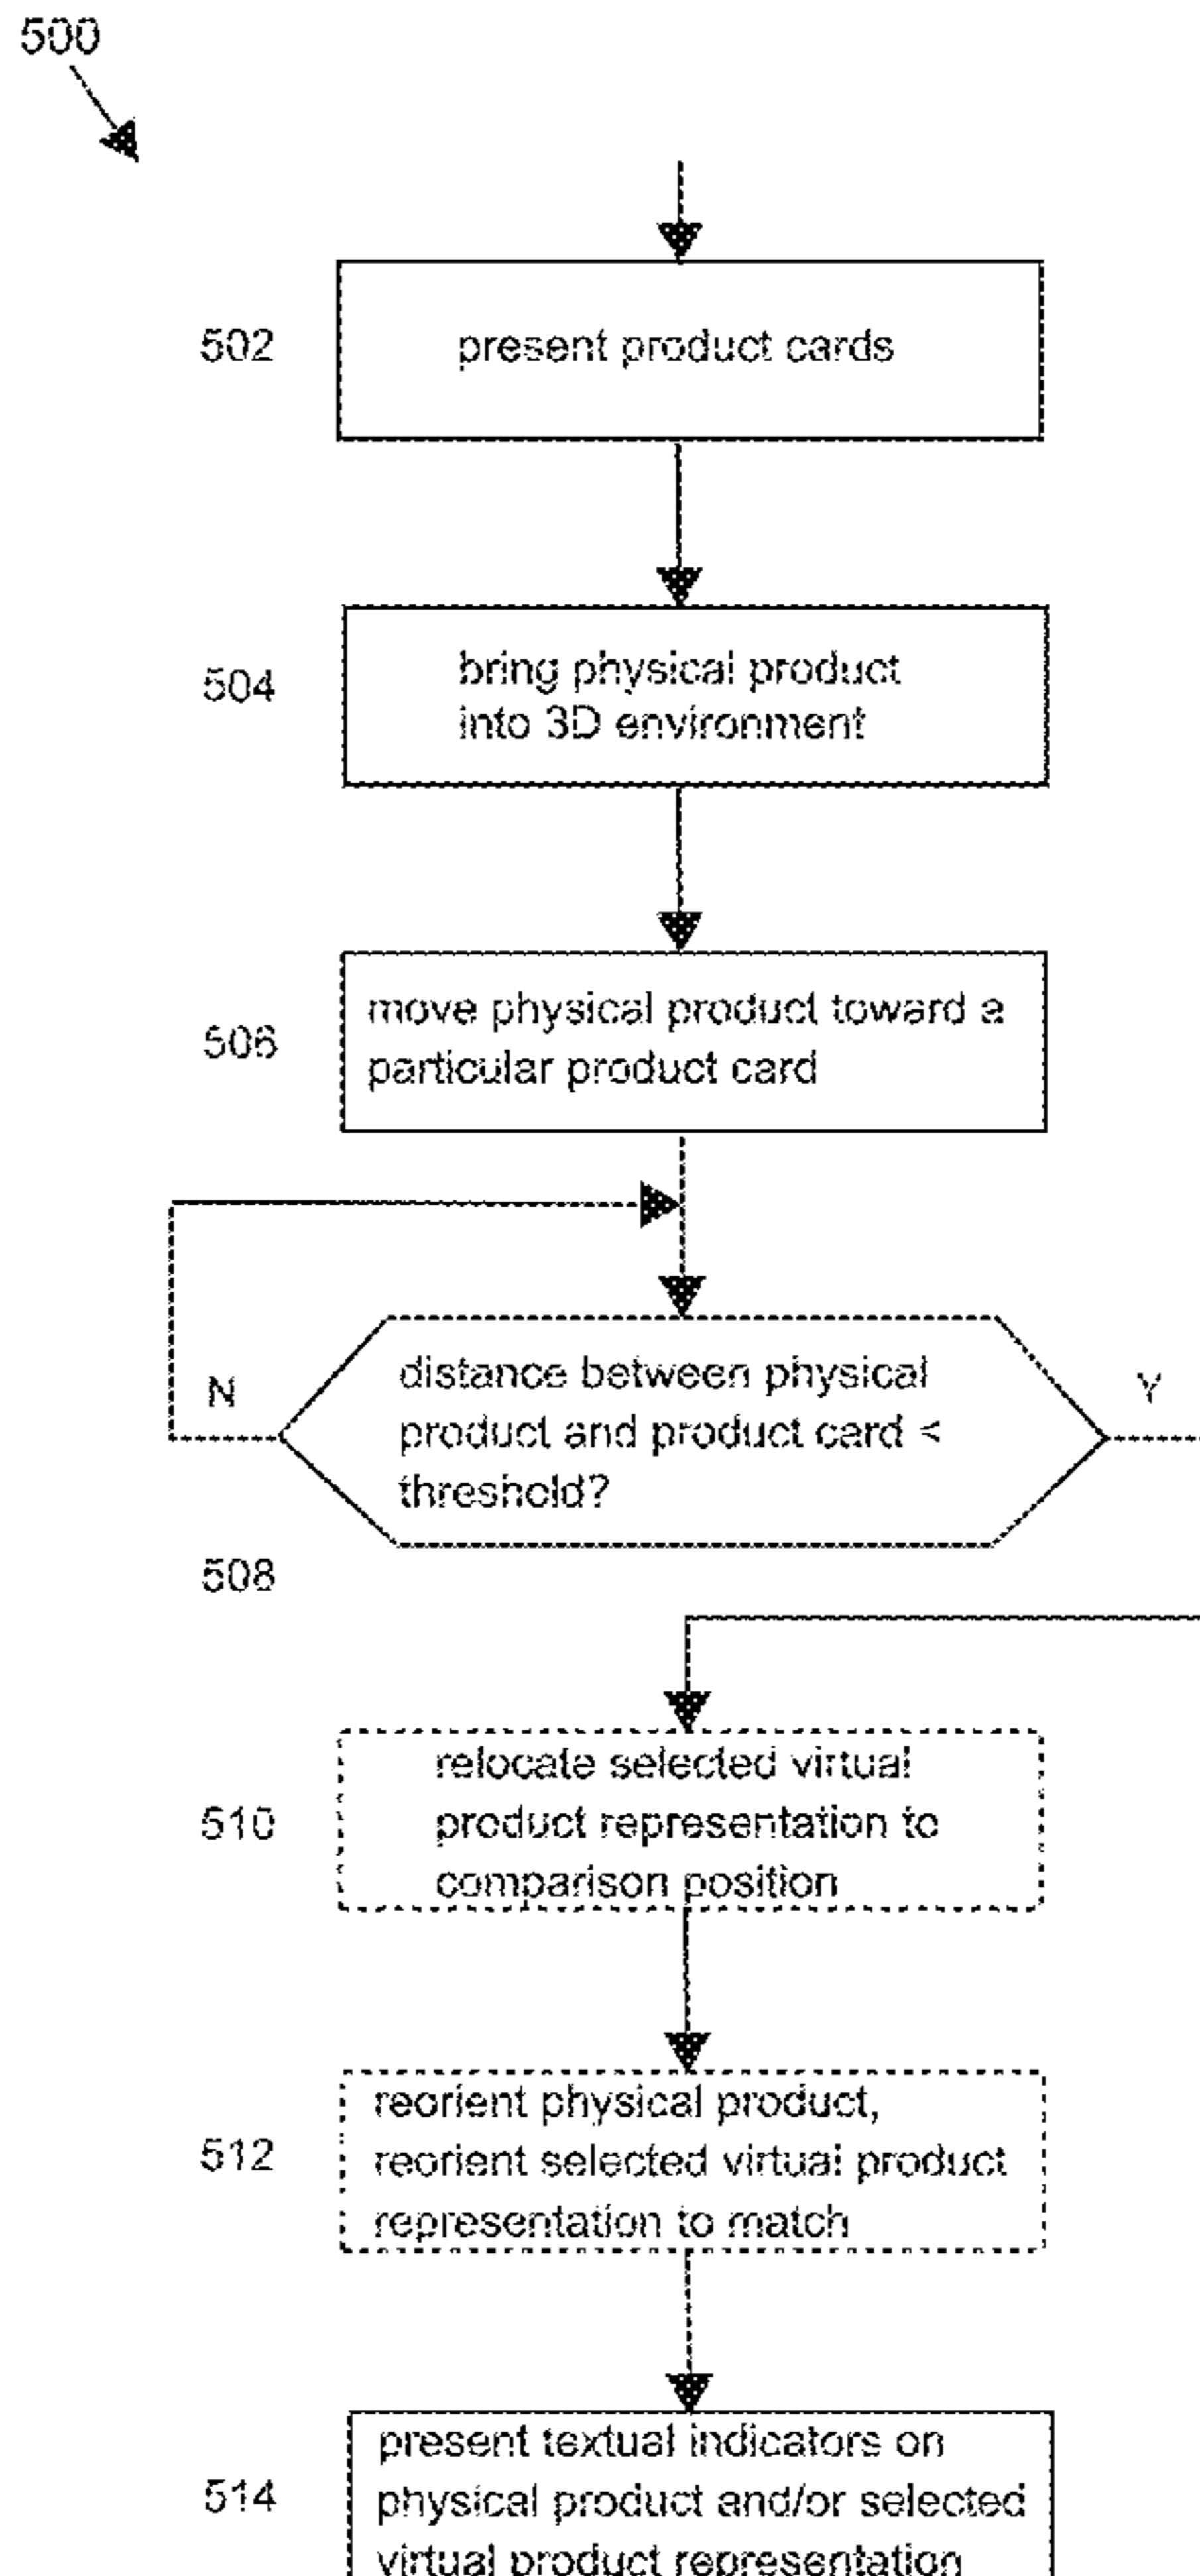 500
502
present product cards
504
bring physical product
into 3D environment
506
move physical product toward a
particular product card
N
Y
distance between physical
product and product card <
threshold?
508
510
relocate selected virtual
product representation to
comparison position
512
reorient physical product,
reorient selected virtual product
representation to match
514
present textual indicators on
physical product and/or selected
virtual product representation